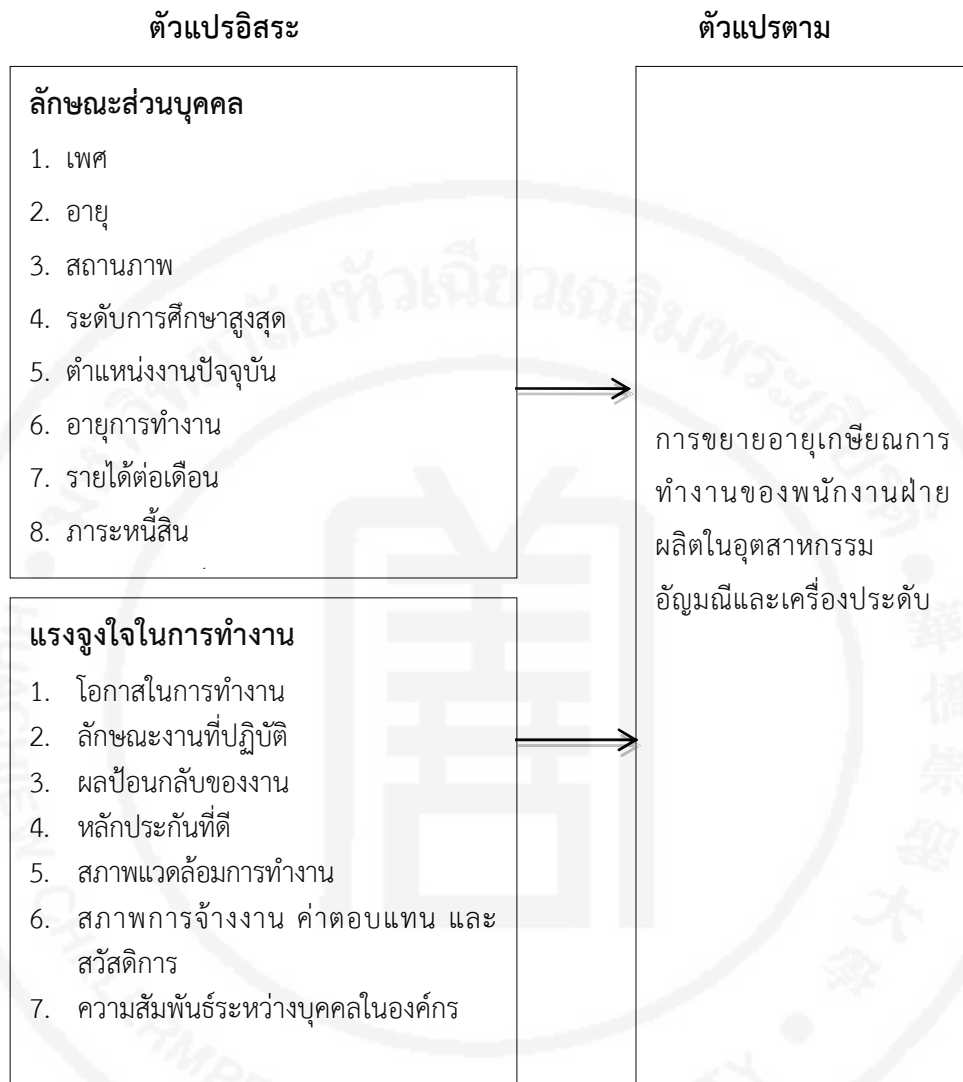 ตัวแปรอิสระ
ตัวแปรตาม
ลักษณะส่วนบุคคล
1. เพศ
2. อายุ
3. สถานภาพ
4. ระดับการศึกษาสูงสุด
5. ตำแหน่งงานปัจจุบัน
6. อายุการทำงาน
7. รายได้ต่อเดือน
8. ภาระหนี้สิน
แรงจูงใจในการทำงาน
1. โอกาสในการทำงาน
2. ลักษณะงานที่ปฏิบัติ
3. ผลป้อนกลับของงาน
4. หลักประกันที่ดี
5. สภาพแวดล้อมการทำงาน
6. สภาพการจ้างงาน ค่าตอบแทน และ
สวัสดิการ
7. ความสัมพันธ์ระหว่างบุคคลในองค์กร
การขยายอายุเกษียณการ
ทำงานของพนักงานฝ่าย
ผลิตในอุตสาหกรรม
อัญมณีและเครื่องประดับ